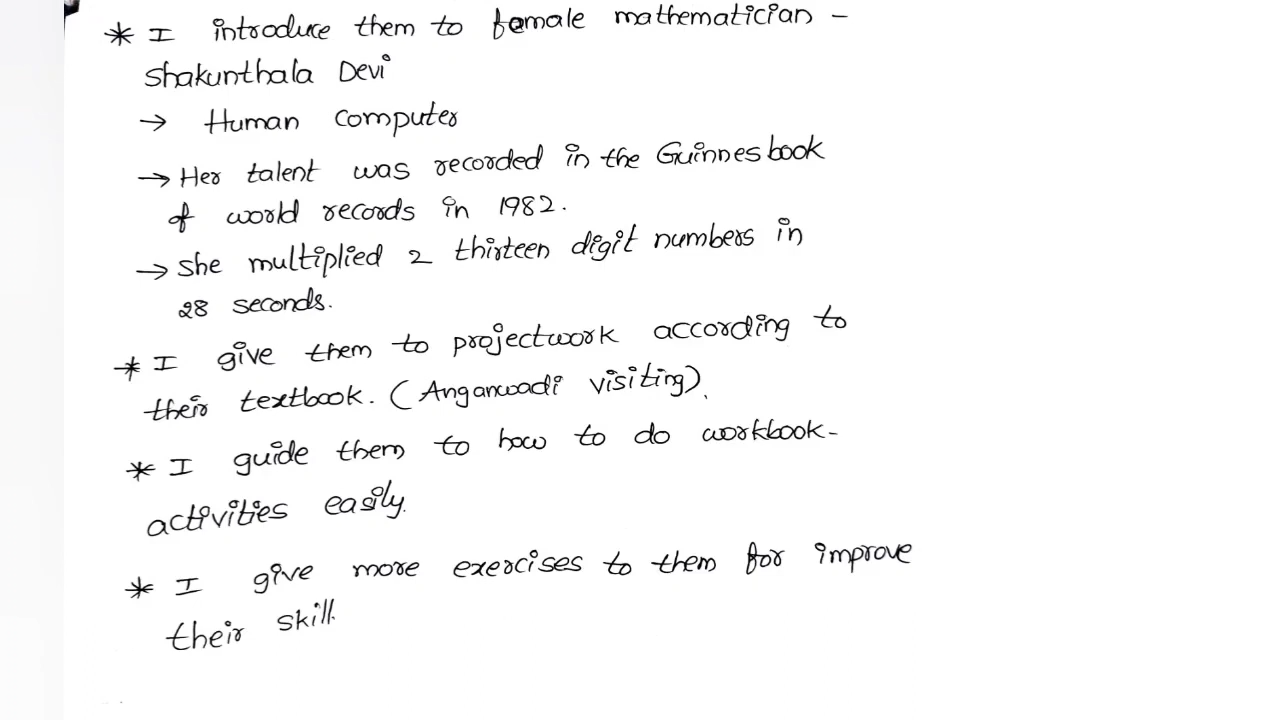 * I introduce them to female mathematician -
Shakunthala Devi
→ Human Computer
→ Her talent was recorded in the Guinnes book
of world records in 1982.
→ She multiplied 2 thirteen digit numbers in
28 seconds.
* I give them to projectwork according to
their textbook. (Anganwadi visiting).
* I guide them to how to do workbook-
activities easily.
* I give more exercises to them for improve
their skill.